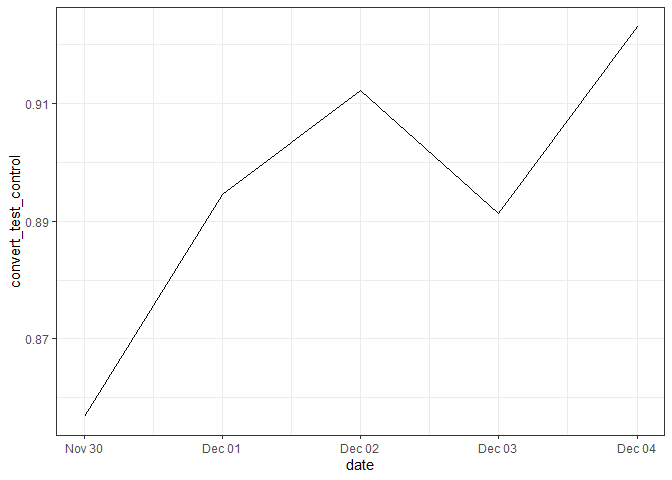 convert_test_control
0.91
0.89
0.87
Nov 30
Dec 01
Dec 02
Dec 03
Dec 04
date